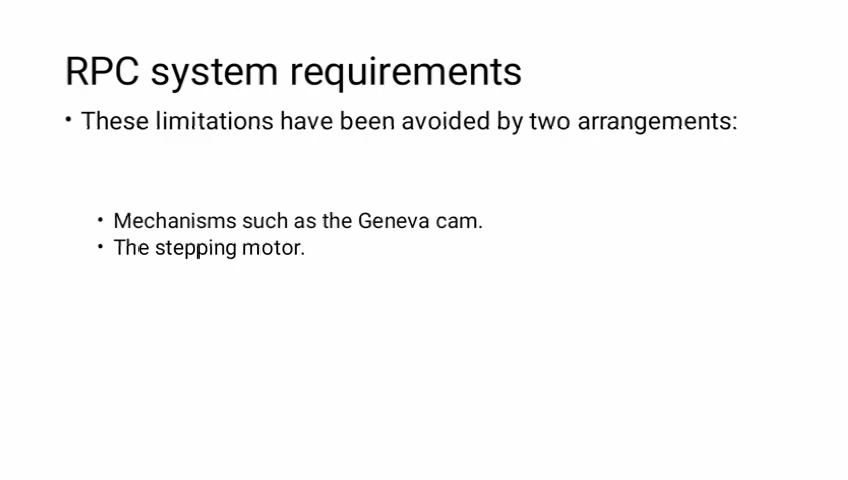 RPC system requirements
• These limitations have been avoided by two arrangements:
• Mechanisms such as the Geneva cam.
• The stepping motor.